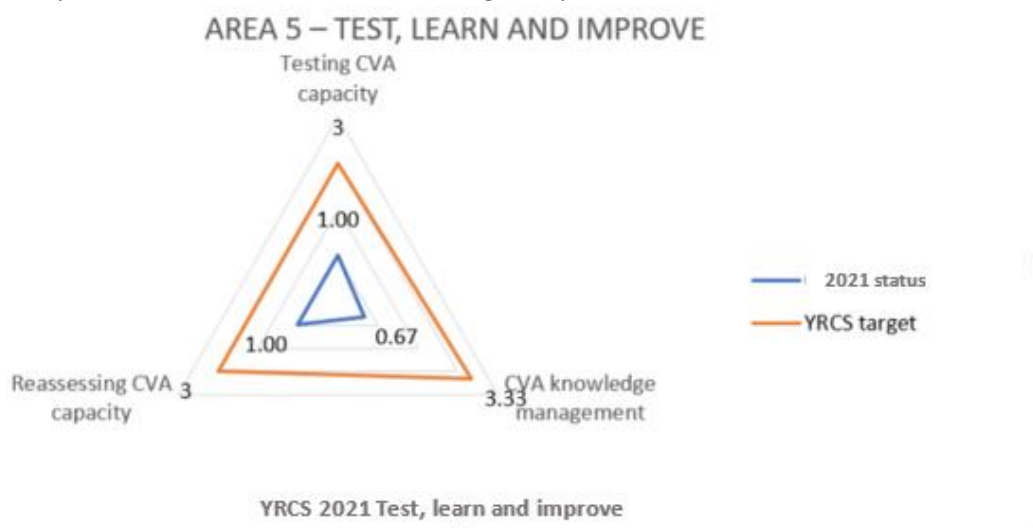 AREA 5 – TEST, LEARN AND IMPROVE
Testing CVA
capacity
3
1.00
2021 status
YRCS target
0.67
1.00
Reassessing CVA
capacity
3
CVA knowledge
management
3.33
YRCS 2021 Test, learn and improve